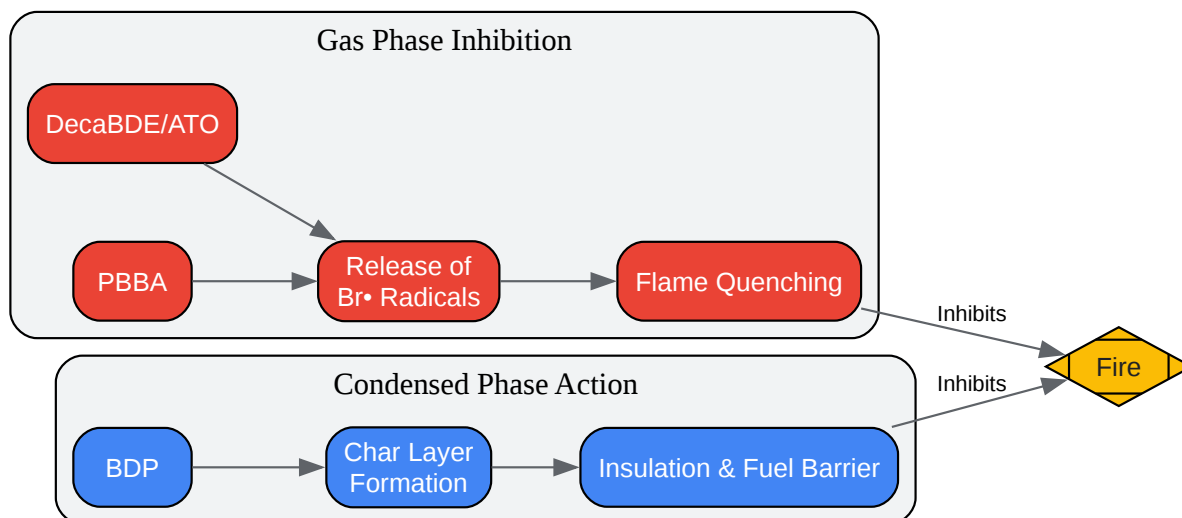 Gas Phase Inhibition
DecaBDE/ATO
PBBA
Release of
Br• Radicals
Flame Quenching
Inhibits
Fire
Inhibits
Condensed Phase Action
BDP
Char Layer
Formation
Insulation & Fuel Barrier